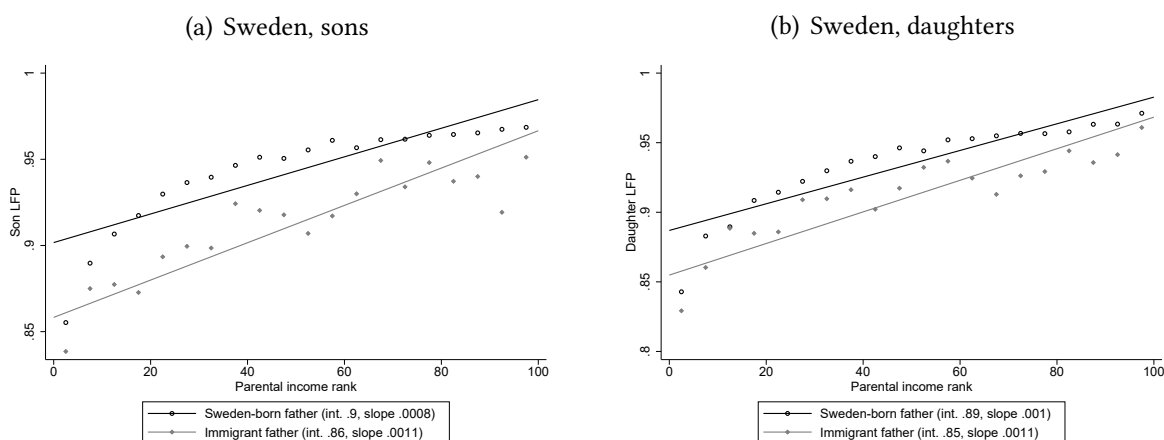 (a) Sweden, sons
Son LFP
1
.95
.9
.85
0
20
40
60
80
100
Parental income rank
Sweden-born father (int. .9, slope .0008)
Immigrant father (int. .86, slope .0011)
(b) Sweden, daughters
Daughter LFP
1
.95
.9
.85
.8
0
20
40
60
80
100
Parental income rank
Sweden-born father (int. .89, slope .001)
Immigrant father (int. .85, slope .0011)